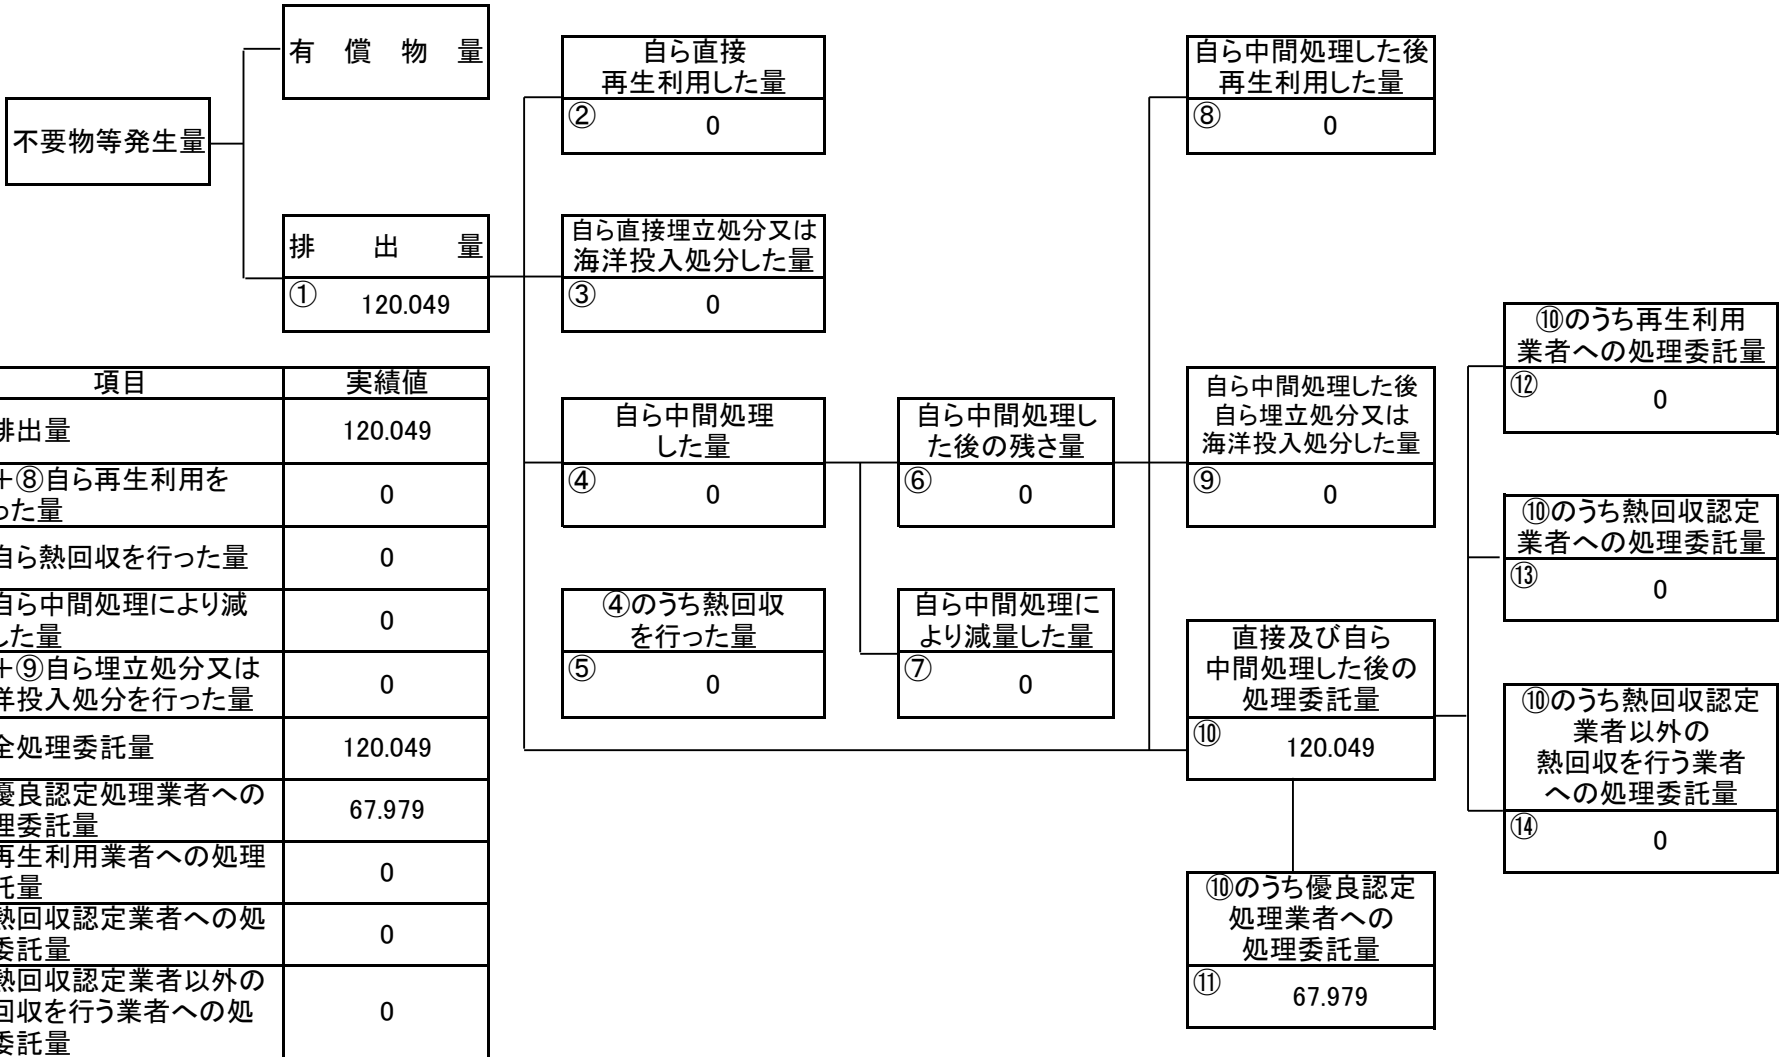 有償物量
不要物等発生量
排出量
① 120.049
自ら直接
再生利用した量
② 0
自ら直接埋立処分又は
海洋投入処分した量
③ 0
自ら中間処理
した量
④ 0
④のうち熱回収
を行った量
⑤ 0
自ら中間処理し
た後の残さ量
⑥ 0
自ら中間処理に
より減量した量
⑦ 0
自ら中間処理した後
再生利用した量
⑧ 0
自ら中間処理した後
自ら埋立処分又は
海洋投入処分した量
⑨ 0
直接及び自ら
中間処理した後の
処理委託量
⑩ 120.049
⑩のうち優良認定
処理業者への
処理委託量
⑪ 67.979
⑩のうち再生利用
業者への処理委託量
⑫ 0
⑩のうち熱回収認定
業者への処理委託量
⑬ 0
⑩のうち熱回収認定
業者以外の
熱回収を行う業者
への処理委託量
⑭ 0
項目 実績値
排出量 120.049
+⑧自ら再生利用を
った量 0
自ら熱回収を行った量 0
自ら中間処理により減
した量 0
+⑨自ら埋立処分又は
洋投入処分を行った量 0
全処理委託量 120.049
優良認定処理業者への
理委託量 67.979
再生利用業者への処理
託量 0
熱回収認定業者への処
委託量 0
熱回収認定業者以外の
回収を行う業者への処
委託量 0